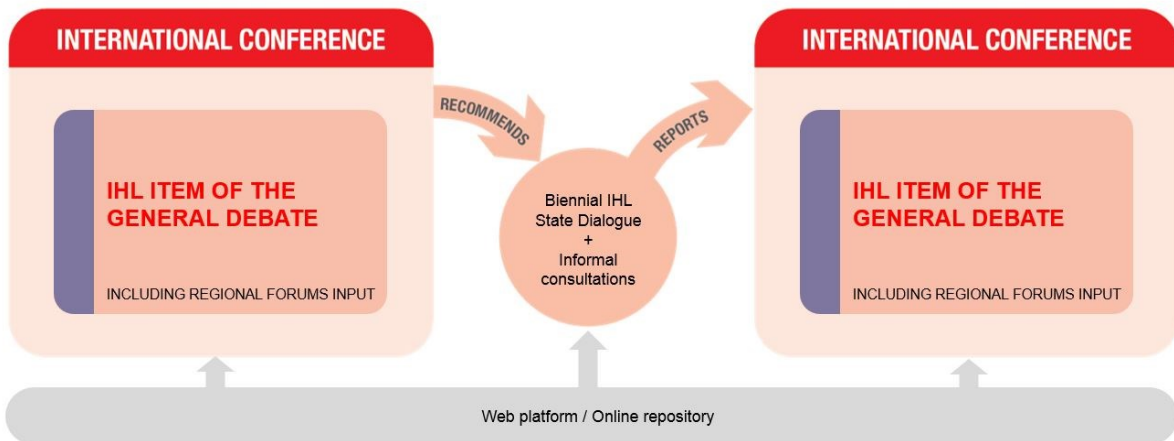 INTERNATIONAL CONFERENCE
IHL ITEM OF THE
GENERAL DEBATE
INCLUDING REGIONAL FORUMS INPUT
RECOMMENDS
Biennial IHL
State Dialogue
+
Informal
consultations
REPORTS
INTERNATIONAL CONFERENCE
IHL ITEM OF THE
GENERAL DEBATE
INCLUDING REGIONAL FORUMS INPUT
Web platform / Online repository